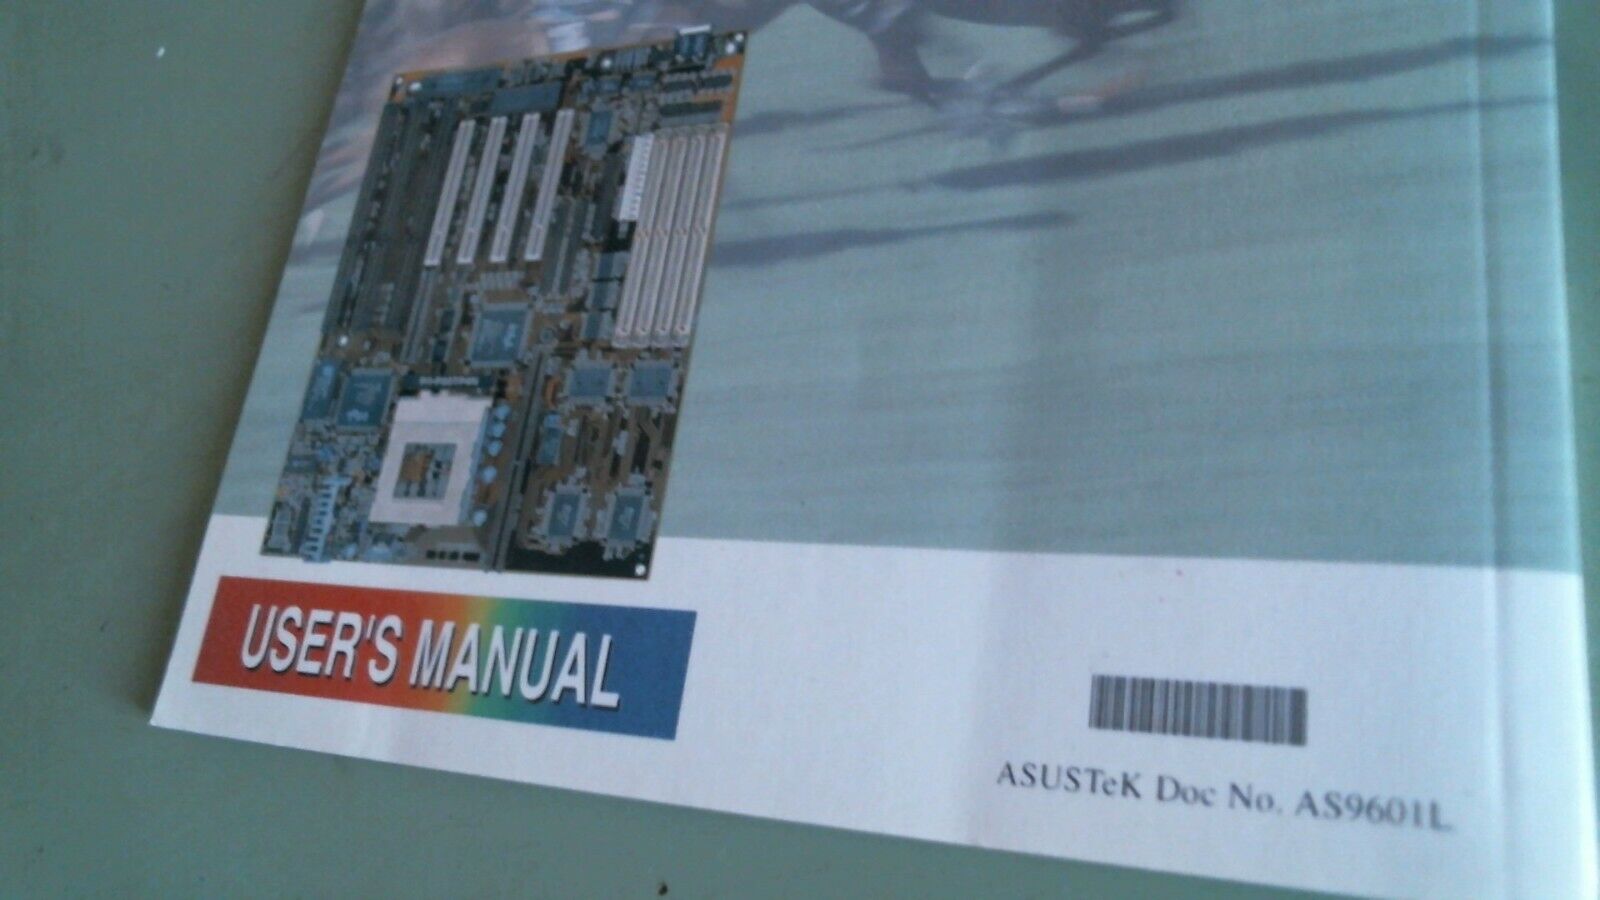 USER'S MANUAL
ASUSTeK Doc No. AS9601L